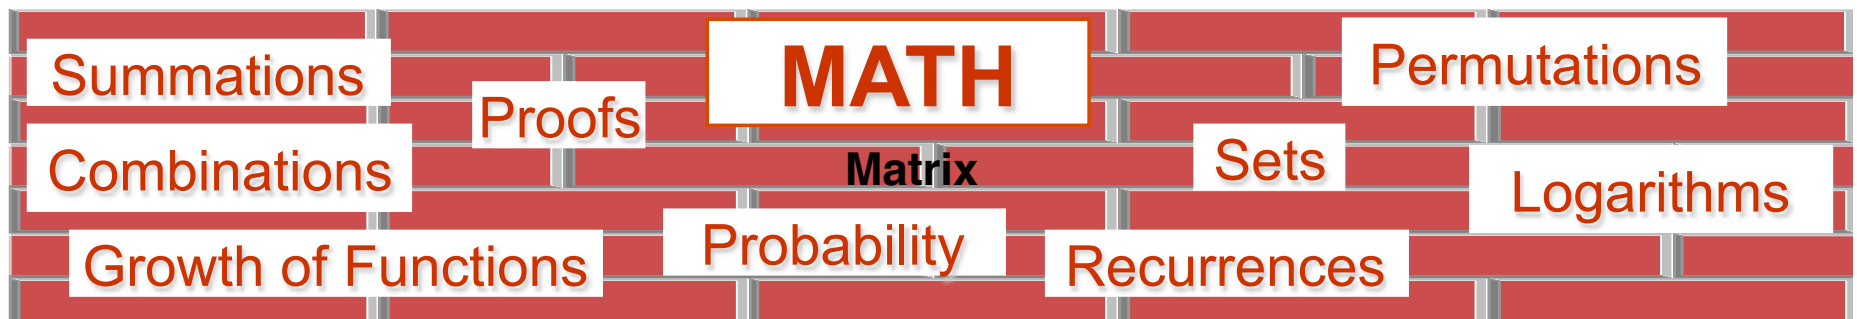 MATH
Summations
Permutations
Proofs
Combinations
Matrix
Sets
Logarithms
Growth of Functions
Probability
Recurrences